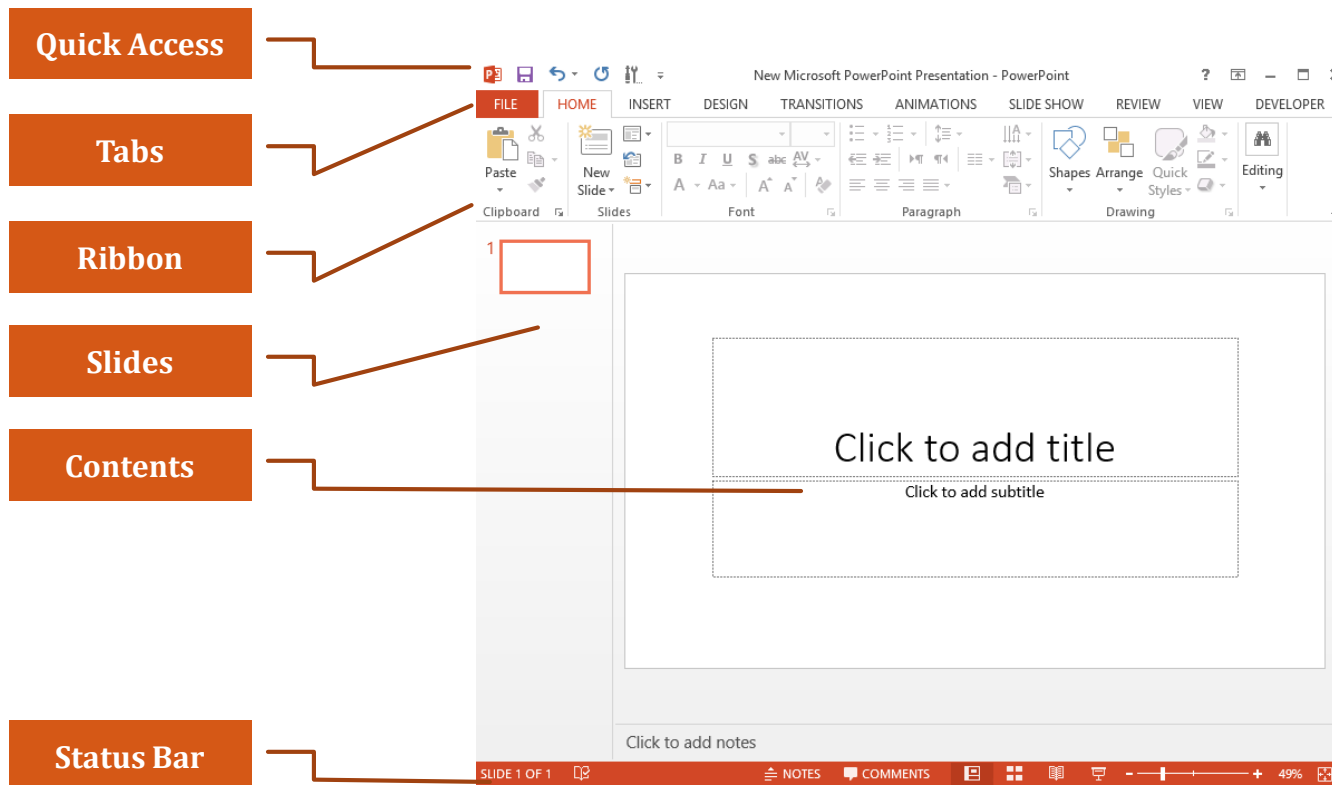 Quick Access
Tabs
Ribbon
Slides
Contents
Status Bar
New Microsoft PowerPoint Presentation - PowerPoint
?
FILE HOME INSERT DESIGN TRANSITIONS ANIMATIONS SLIDE SHOW REVIEW VIEW DEVELOPER
Paste
New
Slide
B I U S abc AV
A Aa A A
Shapes Arrange Quick
Styles
Editing
Clipboard Slides Font Paragraph Drawing
1
Click to add title
Click to add subtitle
Click to add notes
SLIDE 1 OF 1 NOTES COMMENTS - + 49%